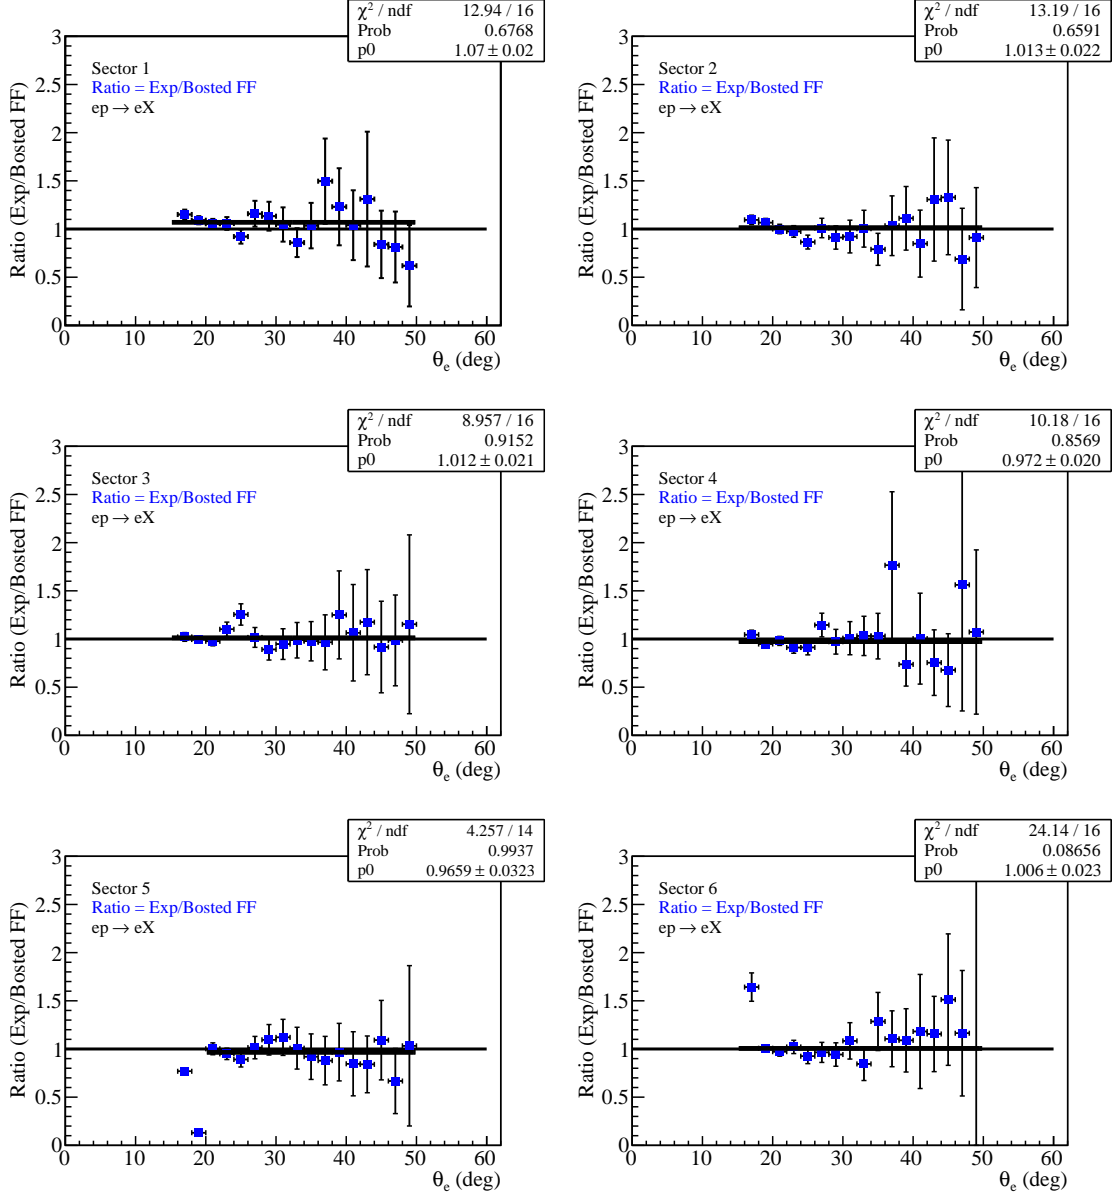 χ² / ndf 12.94 / 16
Prob 0.6768
p0 1.07 ± 0.02
Sector 1
Ratio = Exp/Bosted FF
ep → eX
Ratio (Exp/Bosted FF)
3
2.5
2
1.5
1
0.5
0
0 10 20 30 40 50 60
θe (deg)
χ² / ndf 13.19 / 16
Prob 0.6591
p0 1.013 ± 0.022
Sector 2
Ratio = Exp/Bosted FF
ep → eX
Ratio (Exp/Bosted FF)
3
2.5
2
1.5
1
0.5
0
0 10 20 30 40 50 60
θe (deg)
χ² / ndf 8.957 / 16
Prob 0.9152
p0 1.012 ± 0.021
Sector 3
Ratio = Exp/Bosted FF
ep → eX
Ratio (Exp/Bosted FF)
3
2.5
2
1.5
1
0.5
0
0 10 20 30 40 50 60
θe (deg)
χ² / ndf 10.18 / 16
Prob 0.8569
p0 0.972 ± 0.020
Sector 4
Ratio = Exp/Bosted FF
ep → eX
Ratio (Exp/Bosted FF)
3
2.5
2
1.5
1
0.5
0
0 10 20 30 40 50 60
θe (deg)
χ² / ndf 4.257 / 14
Prob 0.9937
p0 0.9659 ± 0.0323
Sector 5
Ratio = Exp/Bosted FF
ep → eX
Ratio (Exp/Bosted FF)
3
2.5
2
1.5
1
0.5
0
0 10 20 30 40 50 60
θe (deg)
χ² / ndf 24.14 / 16
Prob 0.08656
p0 1.006 ± 0.023
Sector 6
Ratio = Exp/Bosted FF
ep → eX
Ratio (Exp/Bosted FF)
3
2.5
2
1.5
1
0.5
0
0 10 20 30 40 50 60
θe (deg)